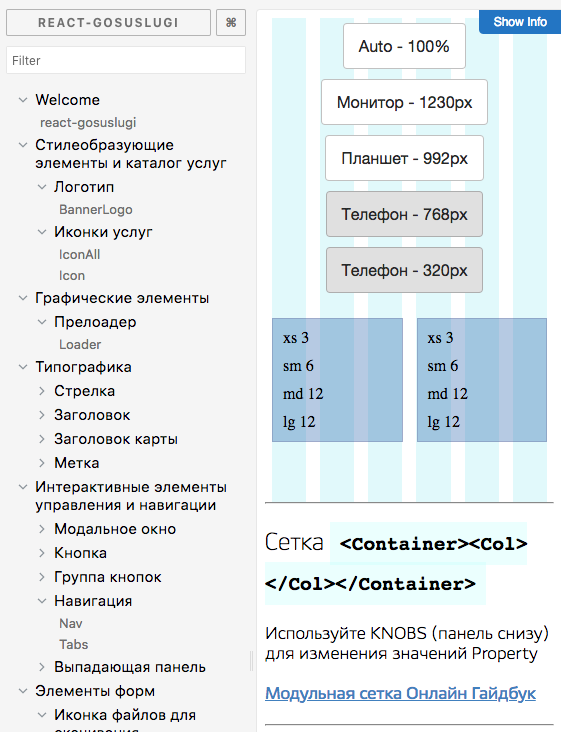 REACT-GOSUSLUGI
⌘
Filter
Welcome
react-gosuslugi
Стилеобразующие
элементы и каталог услуг
Логотип
BannerLogo
Иконки услуг
IconAll
Icon
Графические элементы
Прелоадер
Loader
Типографика
Стрелка
Заголовок
Заголовок карты
Метка
Интерактивные элементы
управления и навигации
Модальное окно
Кнопка
Группа кнопок
Навигация
Nav
Tabs
Выпадающая панель
Элементы форм
Иконка файлов для
скачивания
Show Info
Auto - 100%
Монитор - 1230px
Планшет - 992px
Телефон - 768px
Телефон - 320px
xs 3
sm 6
md 12
lg 12
xs 3
sm 6
md 12
lg 12
Сетка <Container><Col>
</Col></Container>
Используйте KNOBS (панель снизу)
для изменения значений Property
Модульная сетка Онлайн Гайдбук